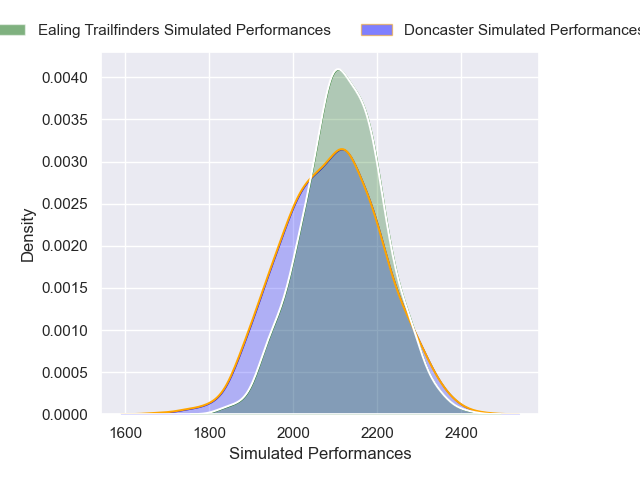 Ealing Trailfinders Simulated Performances
Doncaster Simulated Performances
0.0040
0.0035
0.0030
0.0025
0.0020
0.0015
0.0010
0.0005
0.0000
Density
1600 1800 2000 2200 2400
Simulated Performances